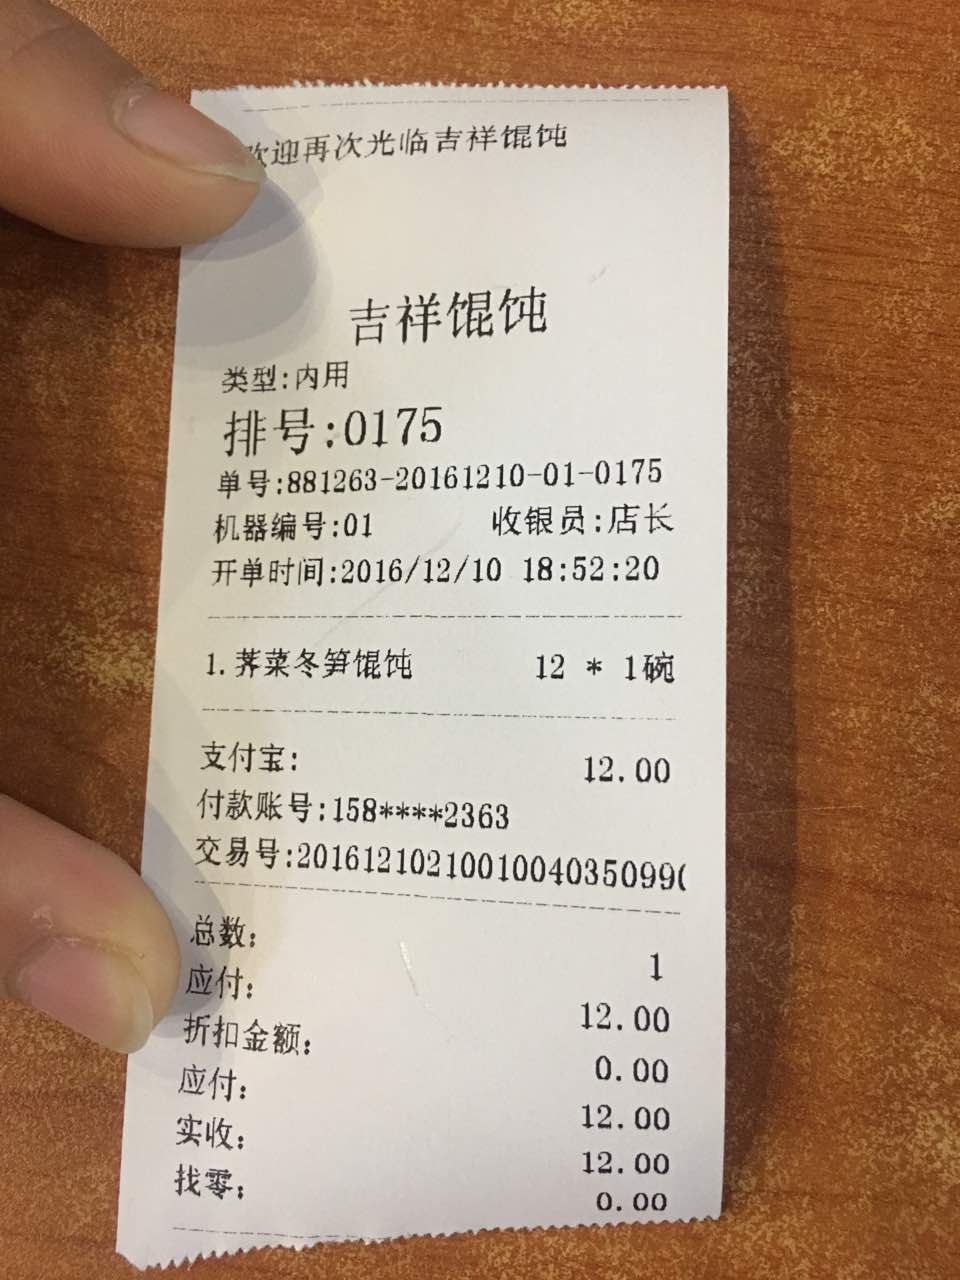 欢迎再次光临吉祥馄饨
吉祥馄饨
类型:内用
排号:0175
单号:881263-20161210-01-0175
机器编号:01 收银员:店长
开单时间:2016/12/10 18:52:20
1.荠菜冬笋馄饨 12 * 1碗
支付宝: 12.00
付款账号:158****2363
交易号:2016121021001004035099
总数: 1
应付: 12.00
折扣金额: 0.00
应付: 12.00
实收: 12.00
找零: 0.00